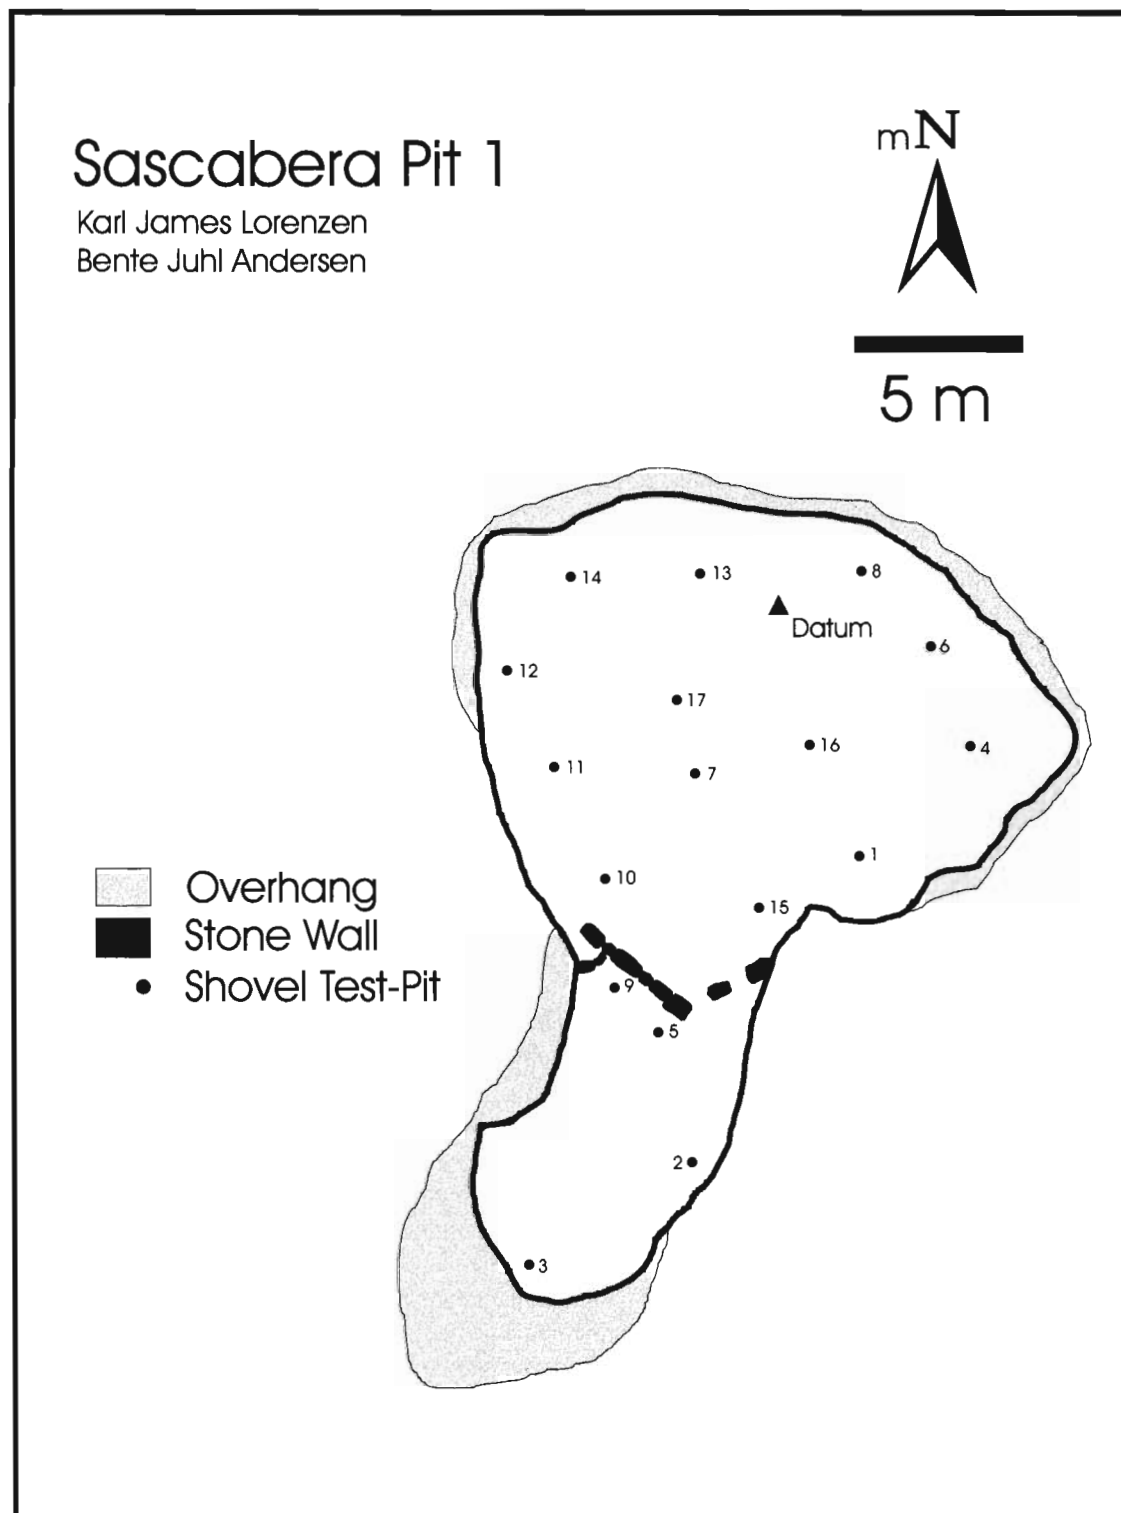 Sascabera Pit 1
Karl James Lorenzen
Bente Juhl Andersen
mN
5 m
14
13
8
Datum
6
12
17
16
4
11
7
1
10
15
Overhang
Stone Wall
Shovel Test-Pit
9
5
2
3